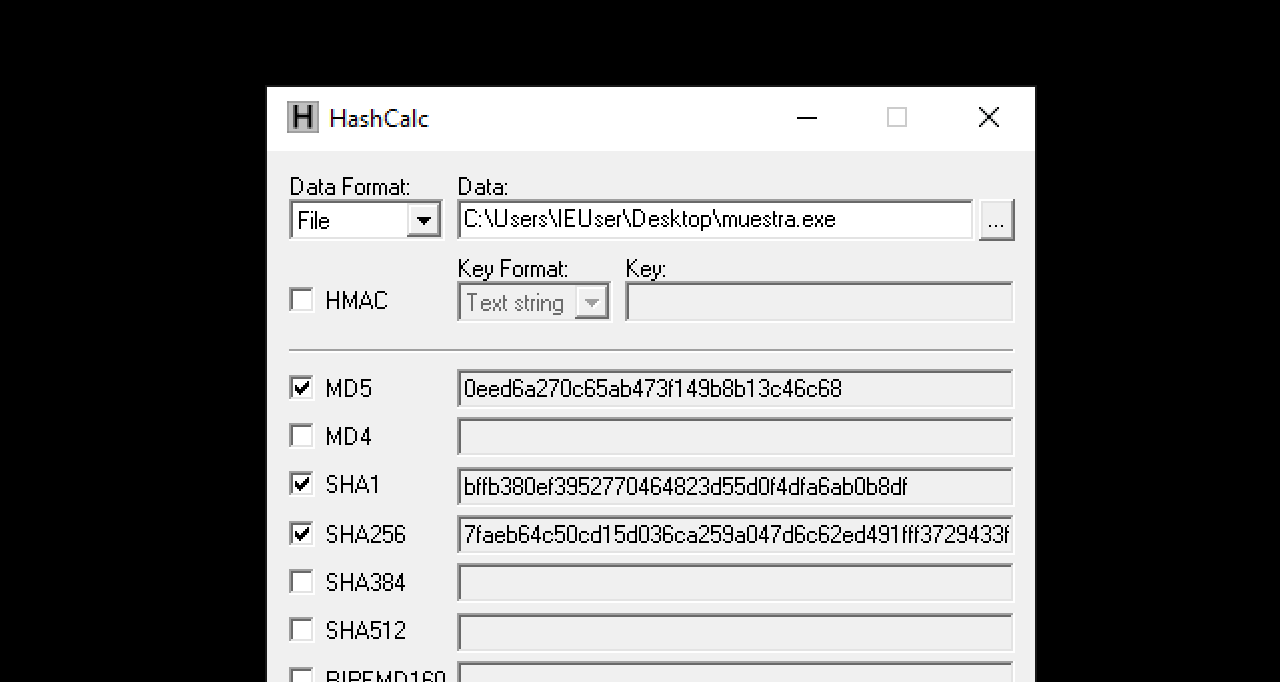 HashCalc
Data Format: Data:
File C:\Users\IEUser\Desktop\muestra.exe ...
Key Format: Key:
HMAC Text string
MD5 0eed6a270c65ab473f149b8b13c46c68
MD4
SHA1 bffb380ef3952770464823d55d0f4dfa6ab0b8df
SHA256 7faeb64c50cd15d036ca259a047d6c62ed491fff3729433f
SHA384
SHA512
RIPEMD160